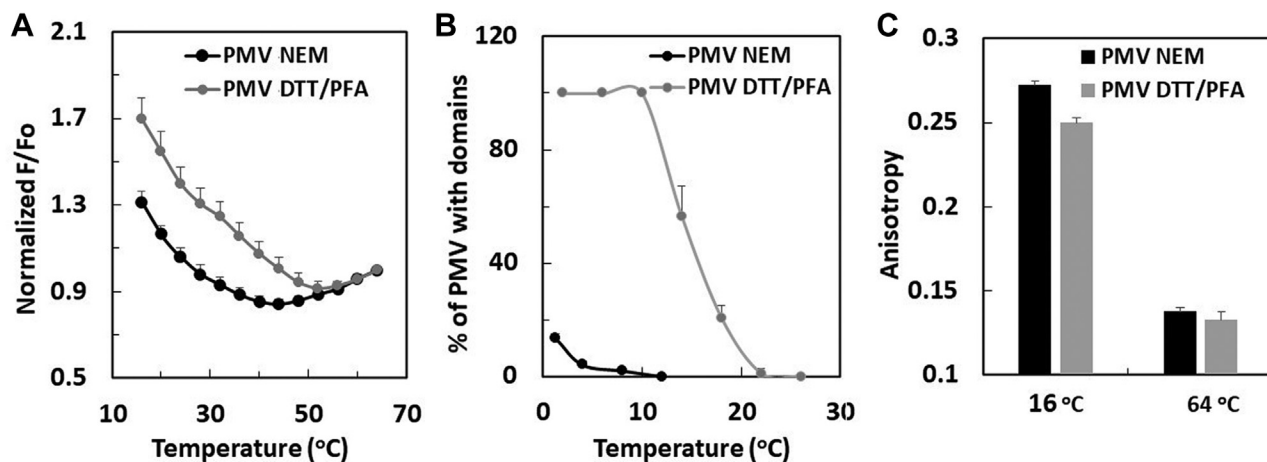 A
Normalized F/Fo
2.1
1.7
1.3
0.9
0.5
PMV NEM
PMV DTT/PFA
10
30
50
70
Temperature (°C)
B
% of PMV with domains
120
80
40
0
PMV NEM
PMV DTT/PFA
0
10
20
30
Temperature (°C)
C
Anisotropy
0.3
0.25
0.2
0.15
0.1
PMV NEM
PMV DTT/PFA
16 °C
64 °C